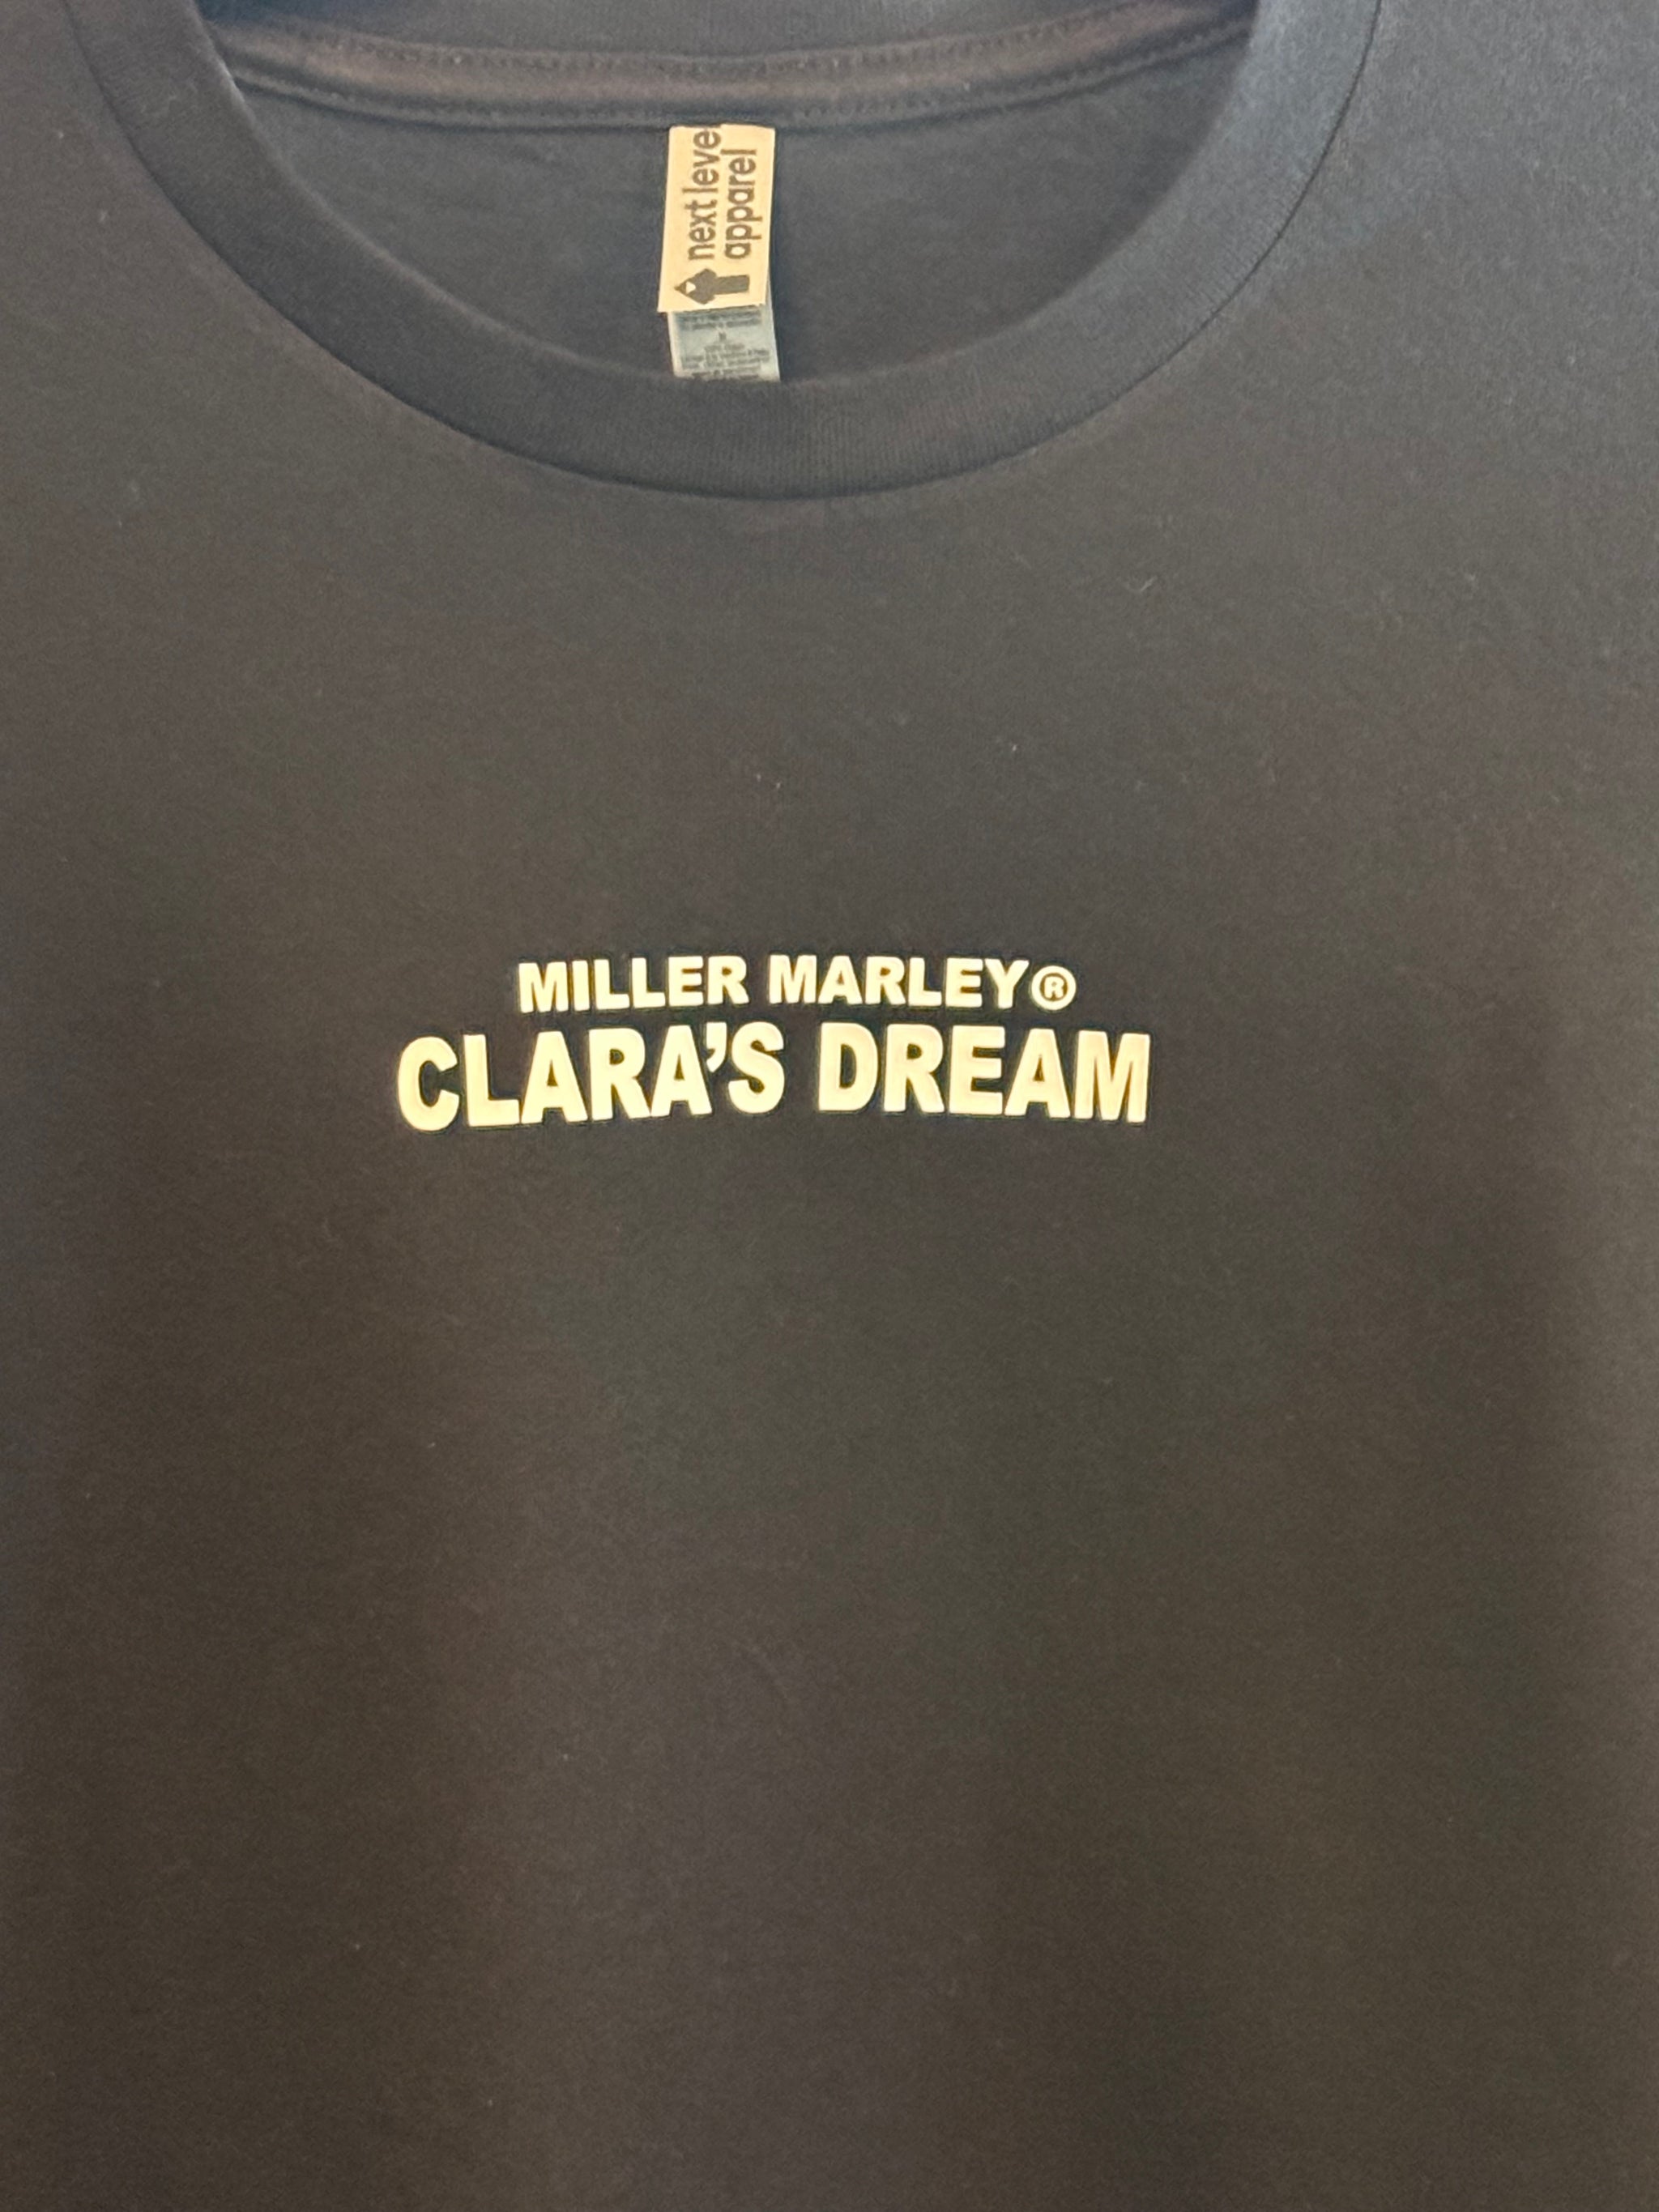 next level
apparel
MILLER MARLEY®
CLARA'S DREAM